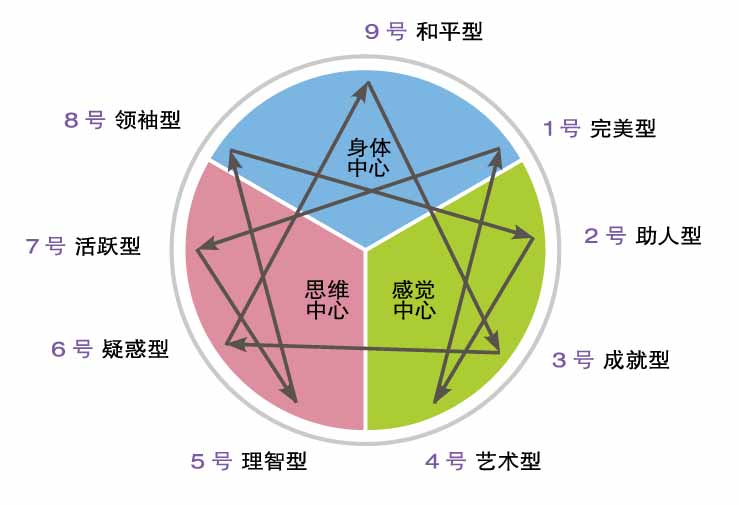 9 号 和平型
8 号 领袖型
1 号 完美型
身体
中心
7 号 活跃型
2 号 助人型
思维
中心
感觉
中心
6 号 疑惑型
3 号 成就型
5 号 理智型
4 号 艺术型